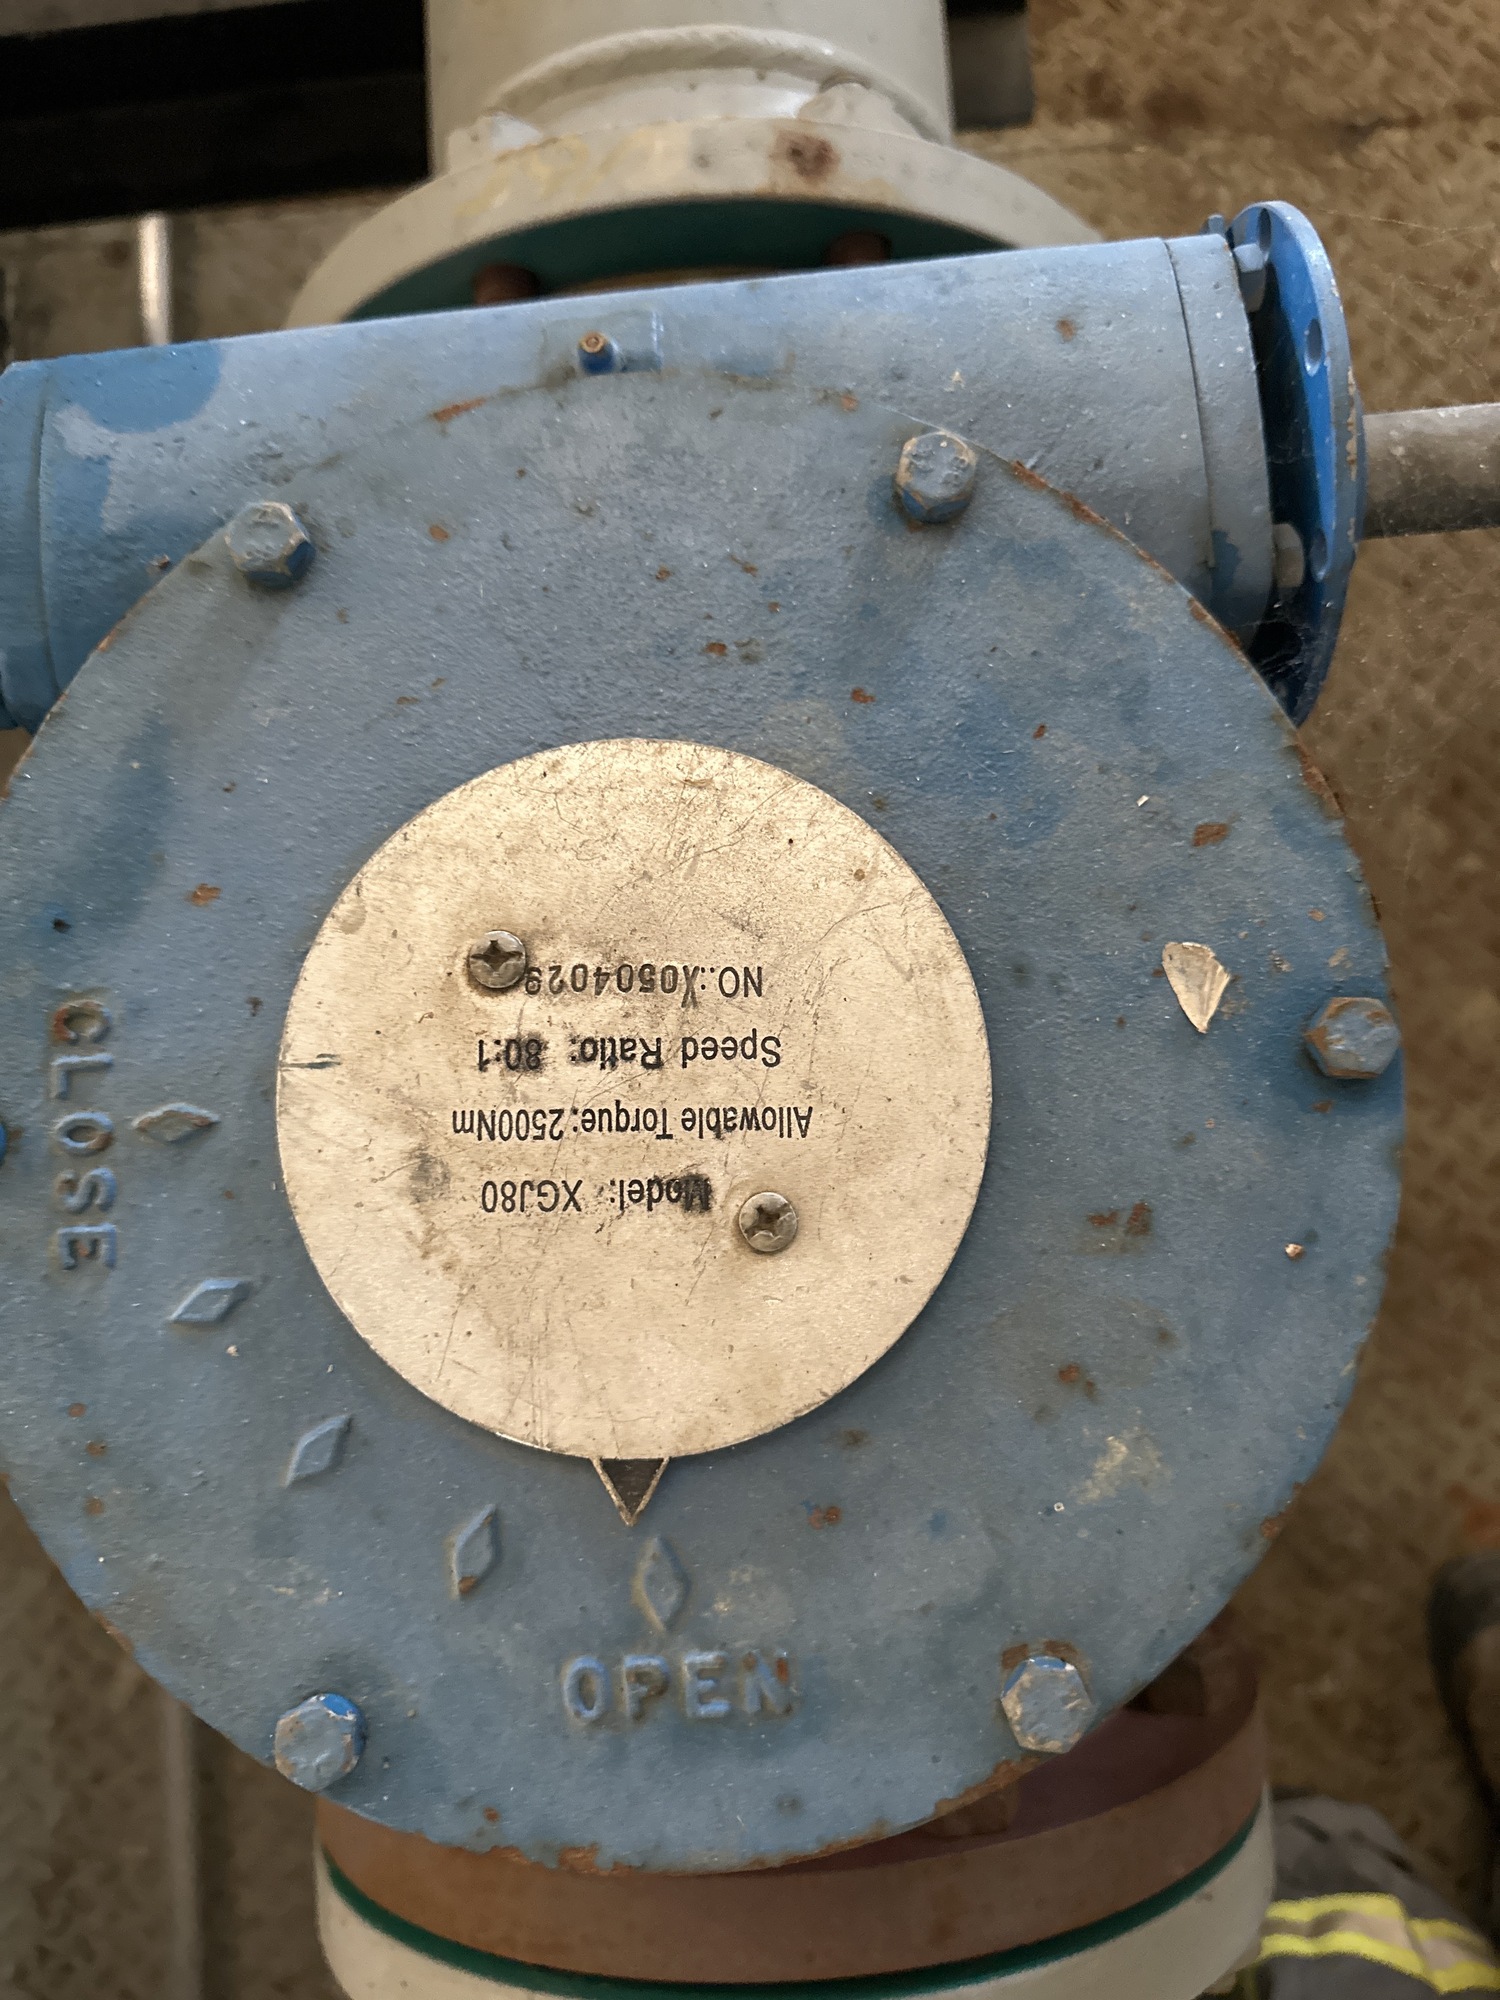 Model: XGJ80
Allowable Torque: 2500Nm
Speed Ratio: 80:1
NO.: X0504029
CLOSE
OPEN